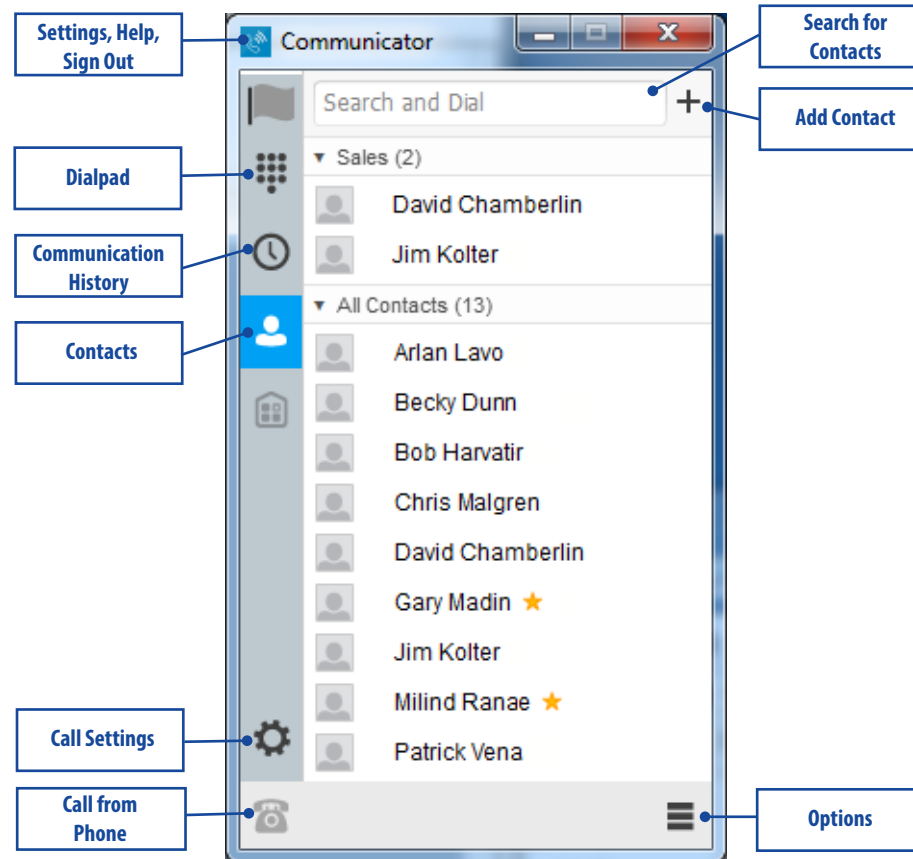 Settings, Help,
Sign Out
Communicator
Search for
Contacts
Search and Dial
Add Contact
Dialpad
Sales (2)
David Chamberlin
Jim Kolter
Communication
History
All Contacts (13)
Contacts
Arlan Lavo
Becky Dunn
Bob Harvatir
Chris Malgren
David Chamberlin
Gary Madin
Jim Kolter
Milind Ranae
Call Settings
Patrick Vena
Call from
Phone
Options